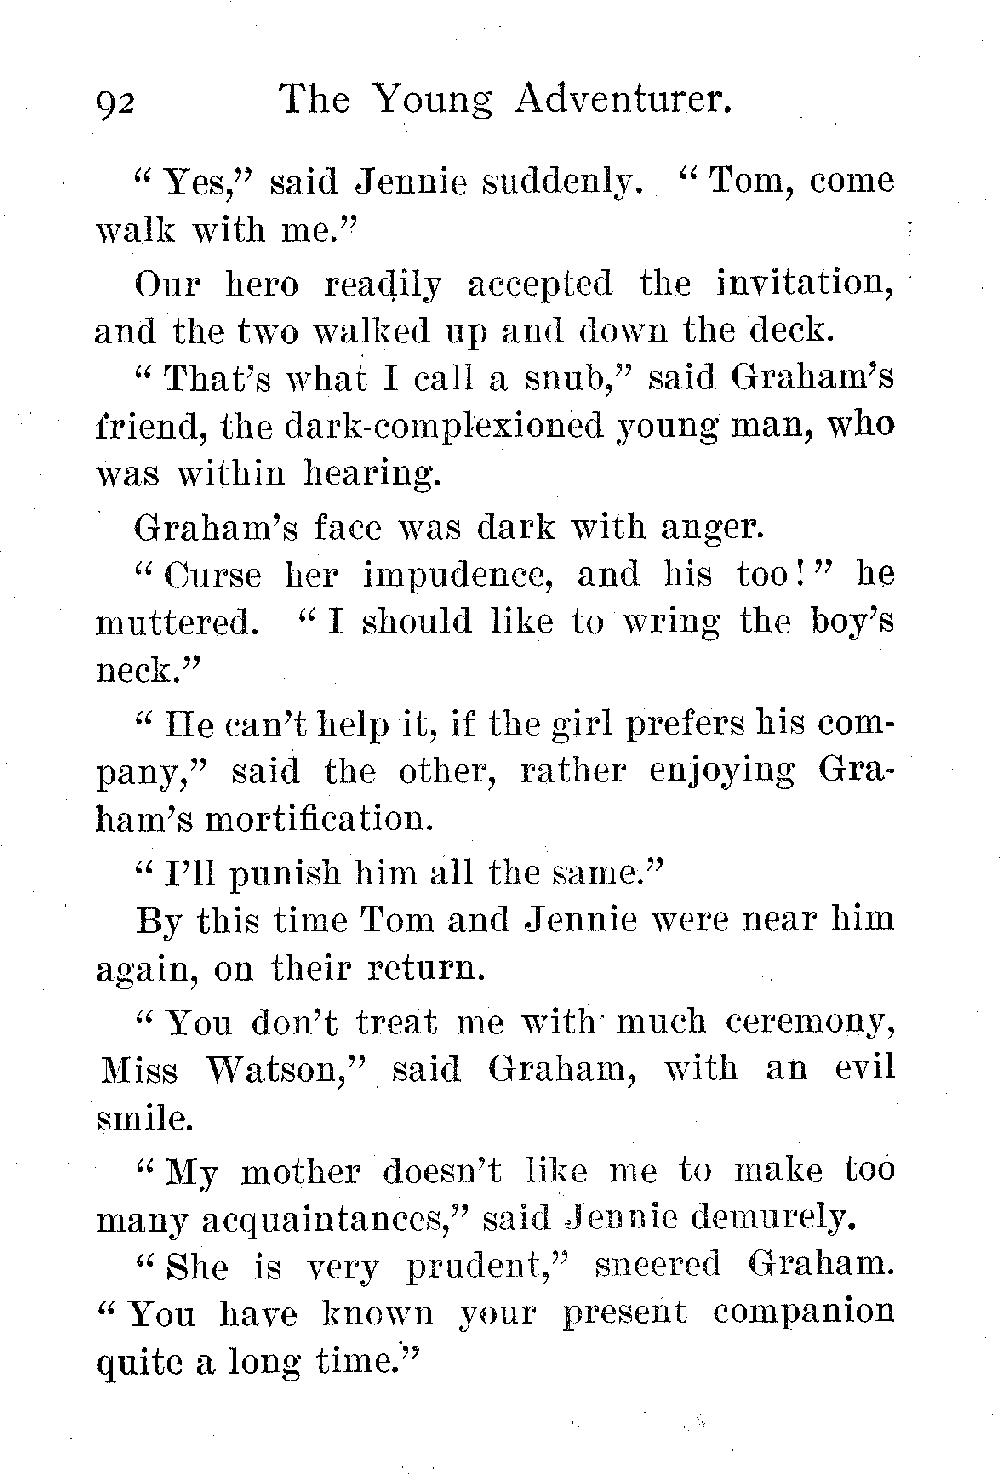 92 The Young Adventurer.
“ Yes,” said Jennie suddenly. “ Tom, come
walk with me.”
Our hero readily accepted the invitation,
and the two walked up and down the deck.
“ That’s what I call a snub,” said Graham’s
friend, the dark-complexioned young man, who
was within hearing.
Graham’s face was dark with anger.
“ Curse her impudence, and his too! ” he
muttered. “ I should like to wring the boy’s
neck.”
“ He can’t help it, if the girl prefers his com-
pany,” said the other, rather enjoying Gra-
ham’s mortification.
“ I’ll punish him all the same.”
By this time Tom and Jennie were near him
again, on their return.
“ You don’t treat me with much ceremony,
Miss Watson,” said Graham, with an evil
smile.
“ My mother doesn’t like me to make too
many acquaintances,” said Jennie demurely.
“ She is very prudent,” sneered Graham.
“ You have known your present companion
quite a long time.”